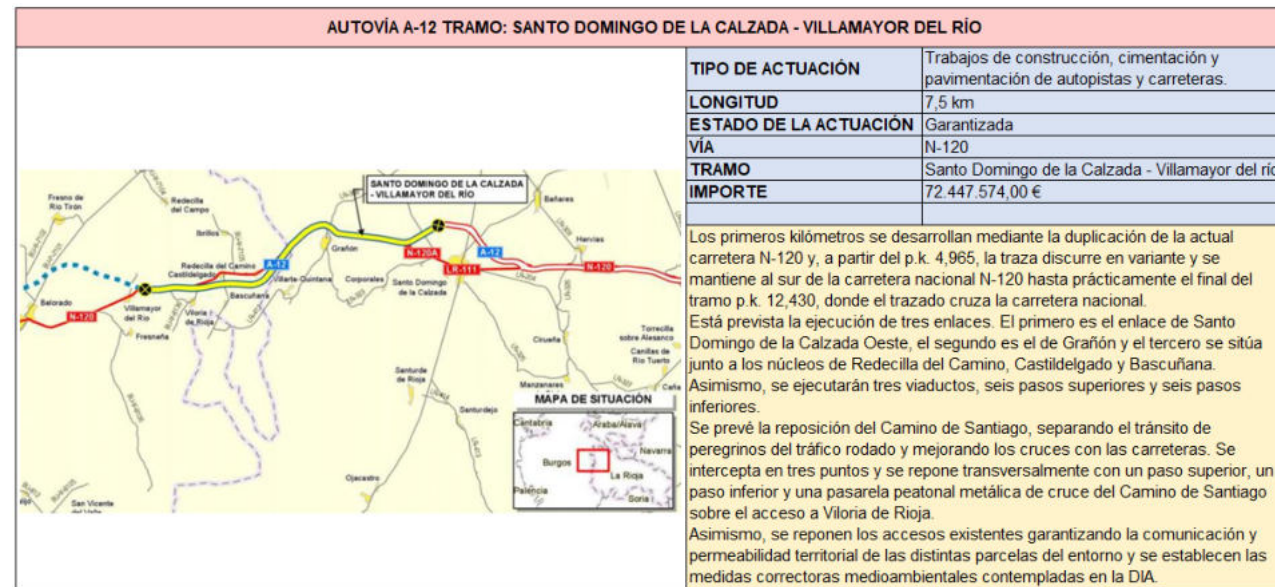 AUTOVÍA A-12 TRAMO: SANTO DOMINGO DE LA CALZADA - VILLAMAYOR DEL RÍO
TIPO DE ACTUACIÓN
Trabajos de construcción, cimentación y
pavimentación de autopistas y carreteras.
LONGITUD
7,5 km
ESTADO DE LA ACTUACIÓN
Garantizada
VÍA
N-120
TRAMO
Santo Domingo de la Calzada - Villamayor del río
IMPORTE
72.447.574,00 €
Los primeros kilómetros se desarrollan mediante la duplicación de la actual
carretera N-120 y, a partir del p.k. 4,965, la traza discurre en variante y se
mantiene al sur de la carretera nacional N-120 hasta prácticamente el final del
tramo p.k. 12,430, donde el trazado cruza la carretera nacional.
Está prevista la ejecución de tres enlaces. El primero es el enlace de Santo
Domingo de la Calzada Oeste, el segundo es el de Grañón y el tercero se sitúa
junto a los núcleos de Redecilla del Camino, Castildelgado y Bascuñana.
Asimismo, se ejecutarán tres viaductos, seis pasos superiores y seis pasos
inferiores.
Se prevé la reposición del Camino de Santiago, separando el tránsito de
peregrinos del tráfico rodado y mejorando los cruces con las carreteras. Se
intercepta en tres puntos y se repone transversalmente con un paso superior, un
paso inferior y una pasarela peatonal metálica de cruce del Camino de Santiago
sobre el acceso a Viloria de Rioja.
Asimismo, se reponen los accesos existentes garantizando la comunicación y
permeabilidad territorial de las distintas parcelas del entorno y se establecen las
medidas correctoras medioambientales contempladas en la DIA.
SANTO DOMINGO DE LA CALZADA
- VILLAMAYOR DEL RÍO
Fresno de
Río Tirón
Redecilla
del Campo
Ibrillos
Bañares
Grañón
Hervías
N-120A
A-12
LR-111
N-120
Redecilla del Camino
Castildelgado
A-12
Villarta-Quintana
Corporales
Santo Domingo
de la Calzada
Bascuñana
Belorado
N-120
Villamayor
del Río
Viloria
de Rioja
Fresneña
Cirueña
Torrecilla
sobre Alesanco
Canillas de
Río Tuerto
Manzanares
Santurde
de Rioja
Santurdejo
Ojacastro
San Vicente
del Valle
MAPA DE SITUACIÓN
Cantabria
Araba/Álava
Navarra
Burgos
La Rioja
Palencia
Soria